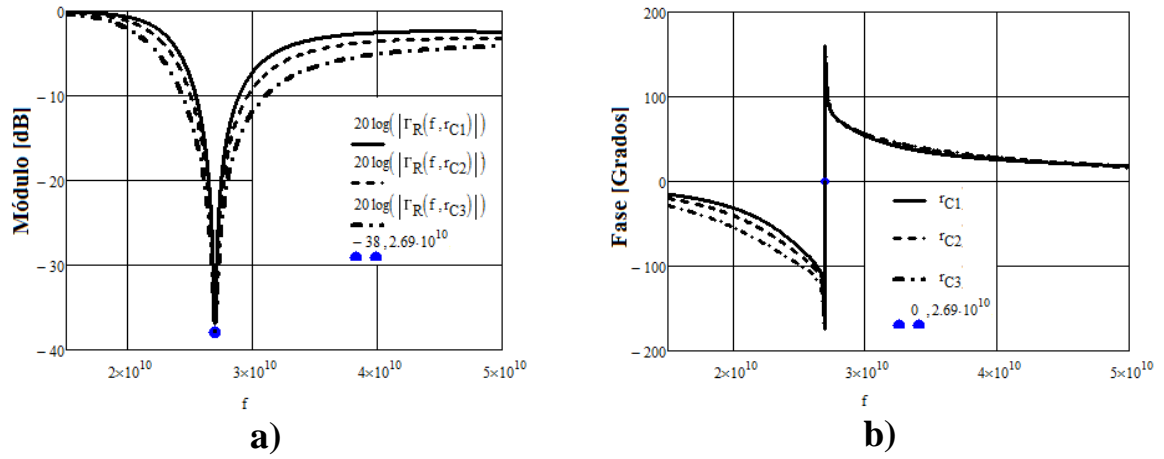 Módulo [dB]
0
−10
−20
−30
−40
20log(|Γ_R(f,r_C1)|)
20log(|Γ_R(f,r_C2)|)
20log(|Γ_R(f,r_C3)|)
−38 ,2.69·10^10
2×10^10 3×10^10 4×10^10 5×10^10
f
a)
Fase [Grados]
200
100
0
−100
−200
r_C1
r_C2
r_C3
0 ,2.69·10^10
2×10^10 3×10^10 4×10^10 5×10^10
f
b)